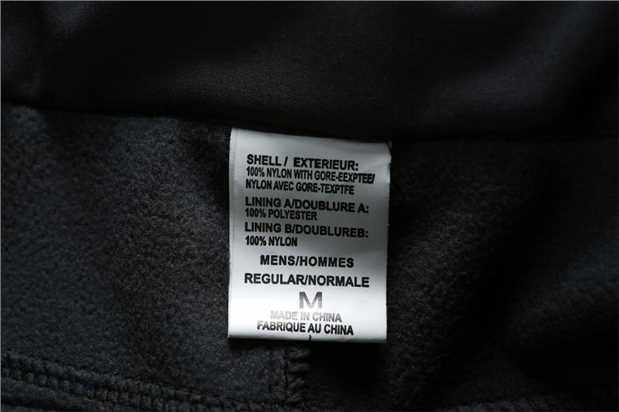 SHELL / EXTERIEUR:
100% NYLON WITH GORE-EEXPTEE/
NYLON AVEC GORE-TEXPTFE
LINING A/DOUBLURE A:
100% POLYESTER
LINING B/DOUBLUREB:
100% NYLON
MENS/HOMMES
REGULAR/NORMALE
M
MADE IN CHINA
FABRIQUE AU CHINA